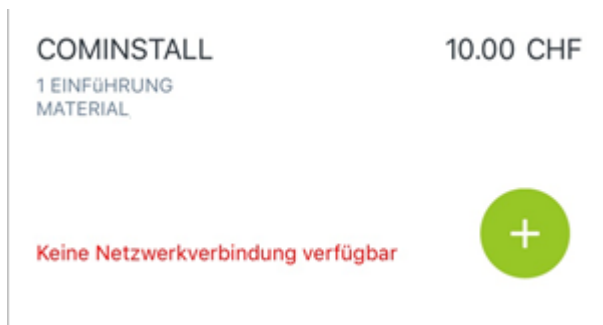 COMINSTALL 10.00 CHF
1 EINFüHRUNG
MATERIAL
Keine Netzwerkverbindung verfügbar
+